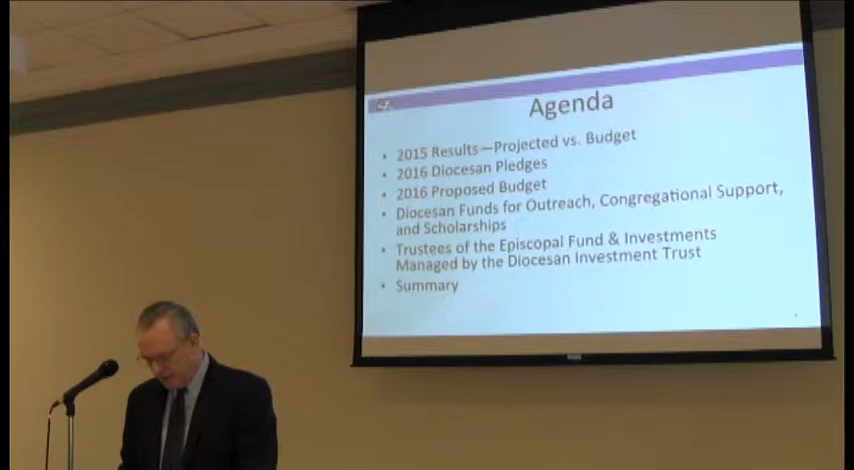 Agenda
• 2015 Results—Projected vs. Budget
• 2016 Diocesan Pledges
• 2016 Proposed Budget
• Diocesan Funds for Outreach, Congregational Support,
and Scholarships
• Trustees of the Episcopal Fund & Investments
Managed by the Diocesan Investment Trust
• Summary